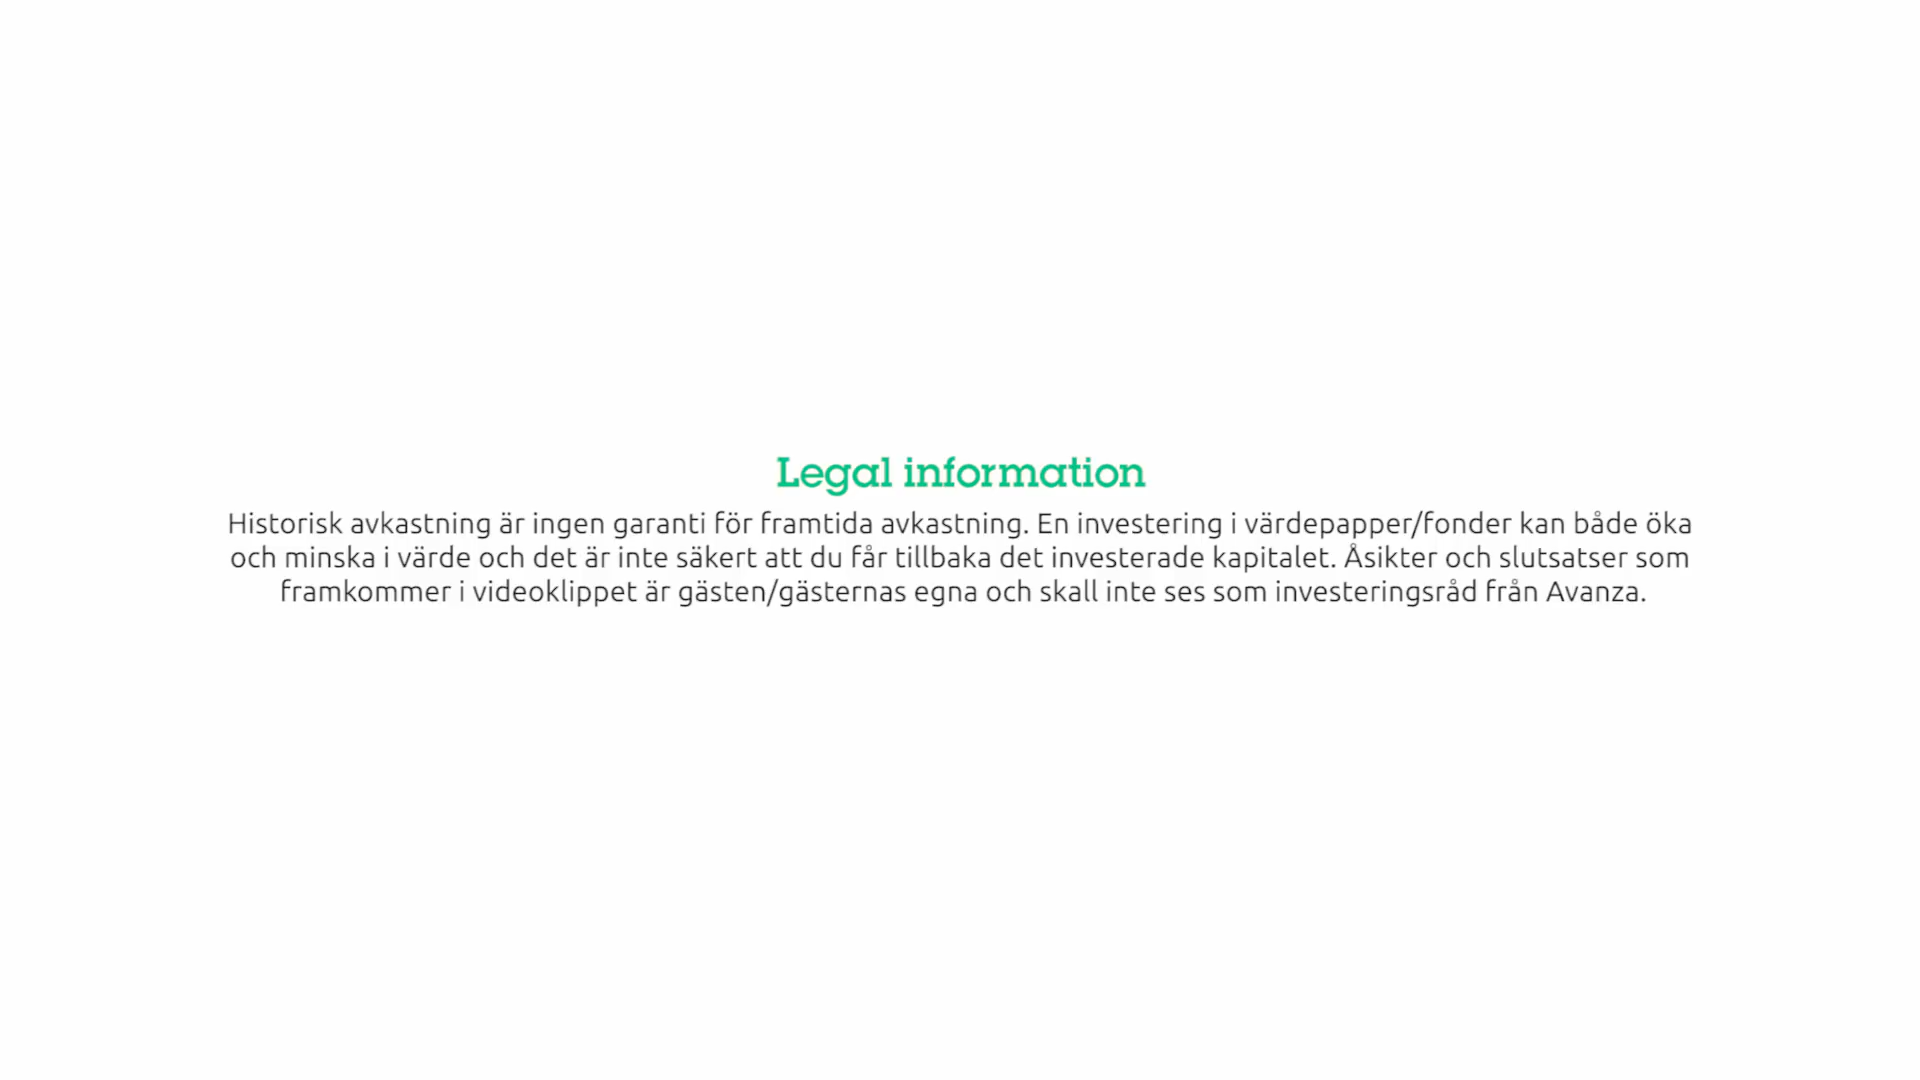 Legal information
Historisk avkastning är ingen garanti för framtida avkastning. En investering i värdepapper/fonder kan både öka
och minska i värde och det är inte säkert att du får tillbaka det investerade kapitalet. Åsikter och slutsatser som
framkommer i videoklippet är gästen/gästernas egna och skall inte ses som investeringsråd från Avanza.